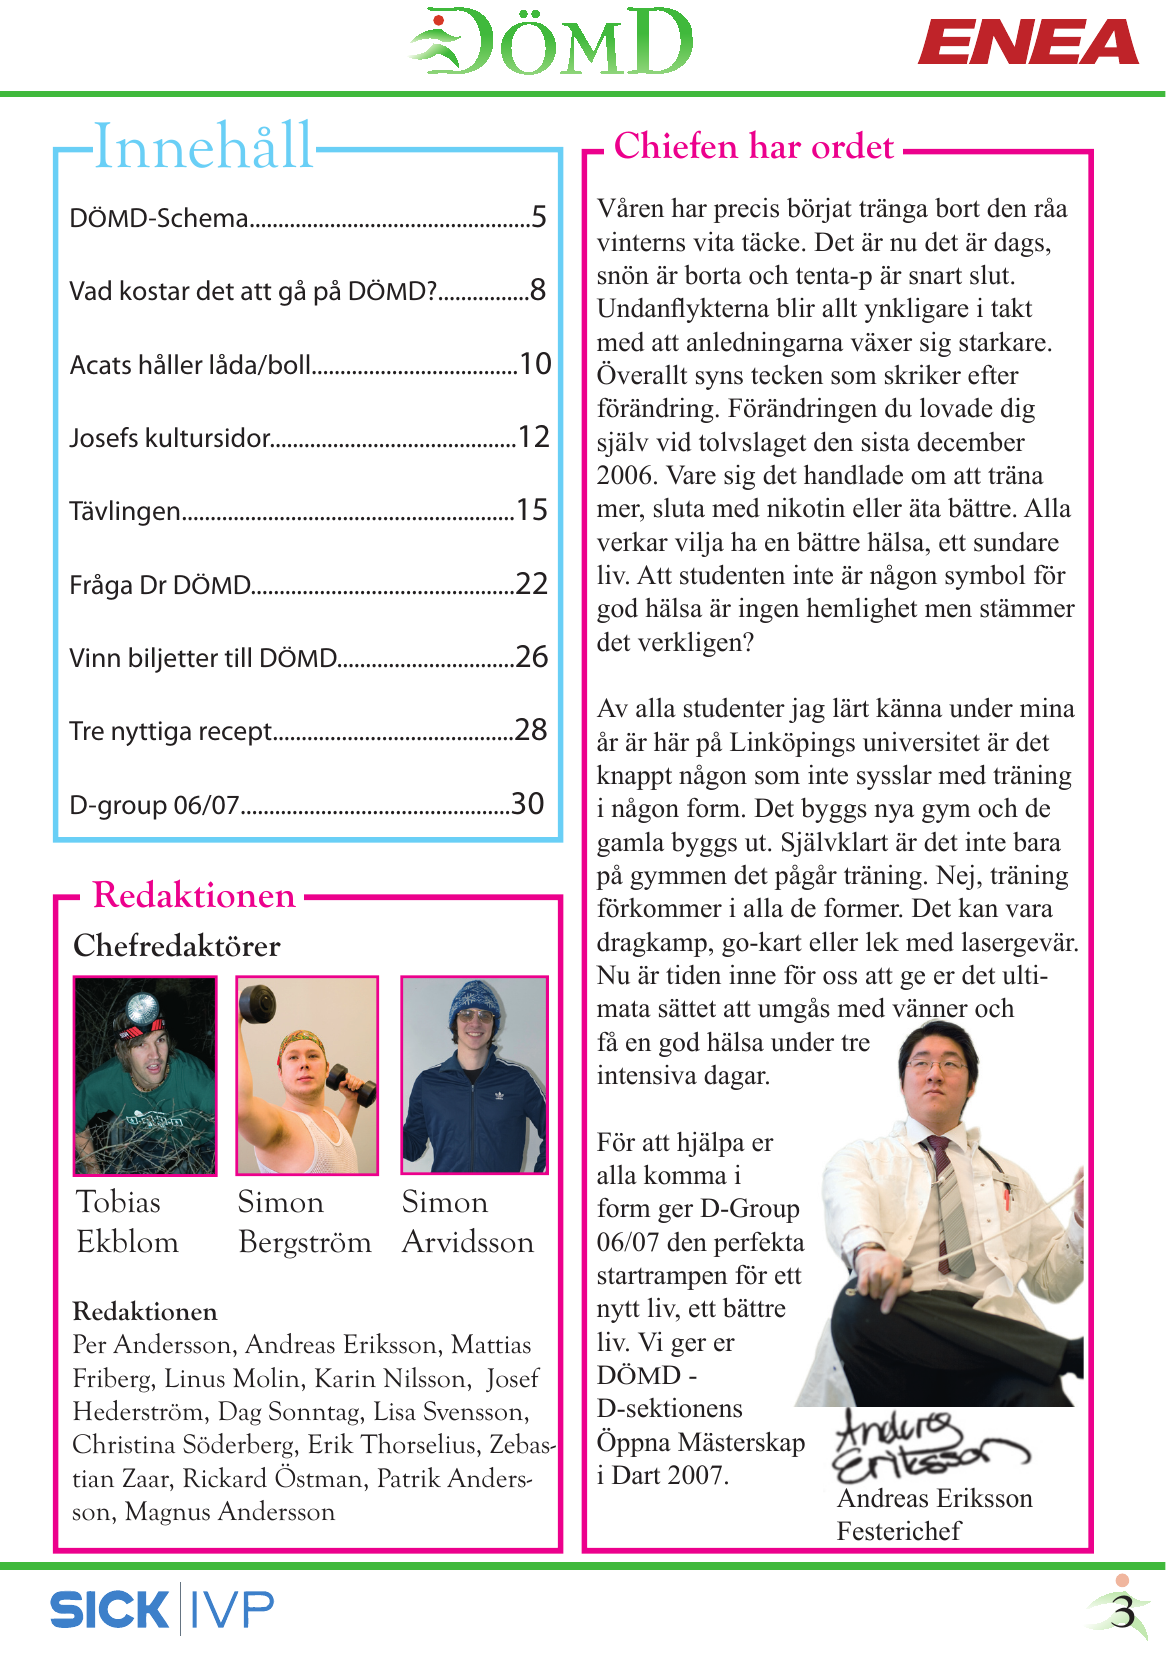 DÖMD
ENEA
Innehåll
DÖMD-Schema.................................................5
Vad kostar det att gå på DÖMD?................8
Acats håller låda/boll....................................10
Josefs kultursidor...........................................12
Tävlingen..........................................................15
Fråga Dr DÖMD..............................................22
Vinn biljetter till DÖMD...............................26
Tre nyttiga recept..........................................28
D-group 06/07...............................................30
Redaktionen
Chefredaktörer
Tobias
Ekblom
Simon
Bergström
Simon
Arvidsson
Redaktionen
Per Andersson, Andreas Eriksson, Mattias
Friberg, Linus Molin, Karin Nilsson,  Josef
Hederström, Dag Sonntag, Lisa Svensson,
Christina Söderberg, Erik Thorselius, Zebas-
tian Zaar, Rickard Östman, Patrik Anders-
son, Magnus Andersson
Chiefen har ordet
Våren har precis börjat tränga bort den råa
vinterns vita täcke. Det är nu det är dags,
snön är borta och tenta-p är snart slut.
Undanflykterna blir allt ynkligare i takt
med att anledningarna växer sig starkare.
Överallt syns tecken som skriker efter
förändring. Förändringen du lovade dig
själv vid tolvslaget den sista december
2006. Vare sig det handlade om att träna
mer, sluta med nikotin eller äta bättre. Alla
verkar vilja ha en bättre hälsa, ett sundare
liv. Att studenten inte är någon symbol för
god hälsa är ingen hemlighet men stämmer
det verkligen?
Av alla studenter jag lärt känna under mina
år är här på Linköpings universitet är det
knappt någon som inte sysslar med träning
i någon form. Det byggs nya gym och de
gamla byggs ut. Självklart är det inte bara
på gymmen det pågår träning. Nej, träning
förkommer i alla de former. Det kan vara
dragkamp, go-kart eller lek med lasergevär.
Nu är tiden inne för oss att ge er det ulti-
mata sättet att umgås med vänner och
få en god hälsa under tre
intensiva dagar.
För att hjälpa er
alla komma i
form ger D-Group
06/07 den perfekta
startrampen för ett
nytt liv, ett bättre
liv. Vi ger er
DÖMD -
D-sektionens
Öppna Mästerskap
i Dart 2007.
Andreas
Eriksson
Andreas Eriksson
Festerichef
SICK IVP
3